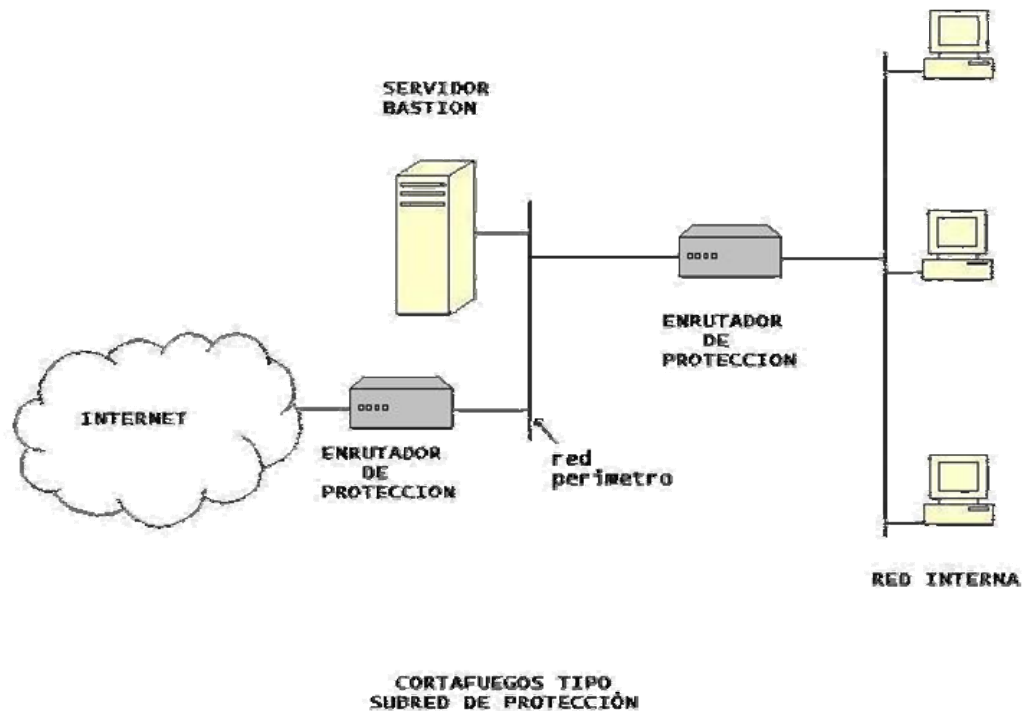 SERVIDOR
BASTION
ENRUTADOR
DE
PROTECCION
INTERNET
ENRUTADOR
DE
PROTECCION
red
perimetro
RED INTERNA
CORTAFUEGOS TIPO
SUBRED DE PROTECCIÓN